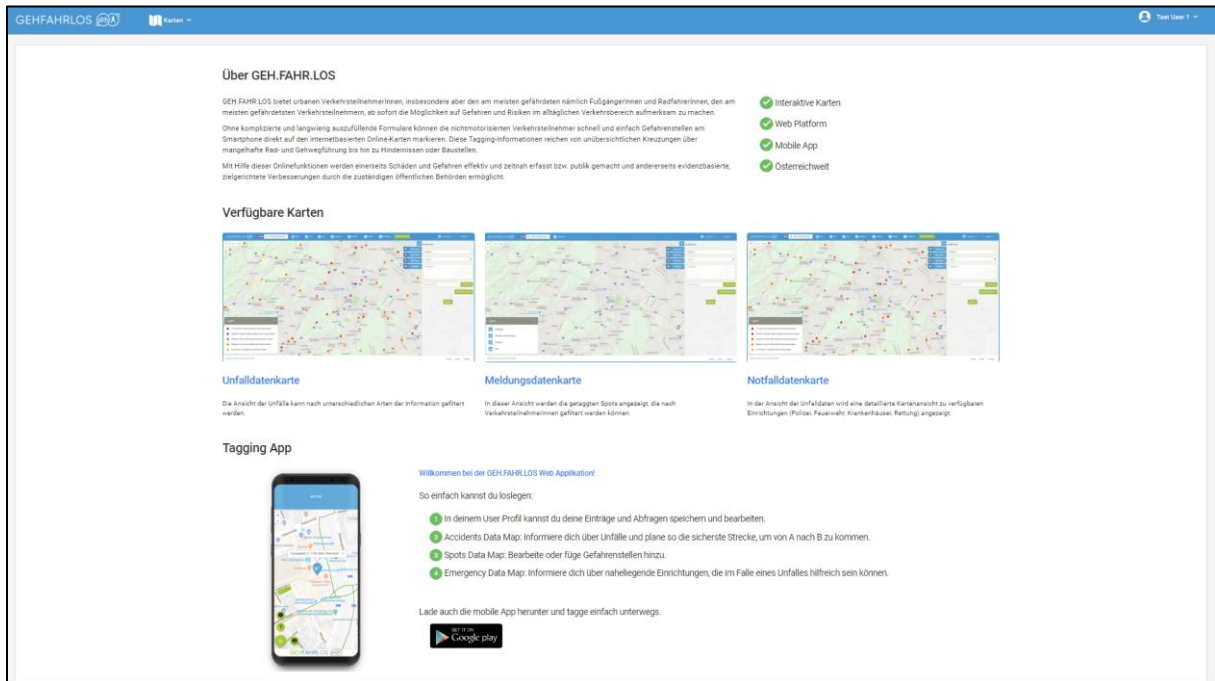 GEHFAHRLOS
Karten
Test User 1
Über GEH.FAHR.LOS
GEH.FAHR.LOS bietet urbanen VerkehrsteilnehmerInnen, insbesondere aber den am meisten gefährdeten nämlich FußgängerInnen und RadfahrerInnen, den am
meisten gefährdetsten Verkehrsteilnehmern, ab sofort die Möglichkeit auf Gefahren und Risiken im alltäglichen Verkehrsbereich aufmerksam zu machen.
Ohne komplizierte und langwierig auszufüllende Formulare können die nichtmotorisierten Verkehrsteilnehmer schnell und einfach Gefahrenstellen am
Smartphone direkt auf den internetbasierten Online-Karten markieren. Diese Tagging-Informationen reichen von unübersichtlichen Kreuzungen über
mangelhafte Rad- und Gehwegführung bis hin zu Hindernissen oder Baustellen.
Mit Hilfe dieser Onlinefunktionen werden einerseits Schäden und Gefahren effektiv und zeitnah erfasst bzw. publik gemacht und andererseits evidenzbasierte,
zielgerichtete Verbesserungen durch die zuständigen öffentlichen Behörden ermöglicht.
Interaktive Karten
Web Platform
Mobile App
Österreichweit
Verfügbare Karten
Unfalldatenkarte
Die Ansicht der Unfälle kann nach unterschiedlichen Arten der Information gefiltert
werden.
Meldungsdatenkarte
In dieser Ansicht werden die getaggten Spots angezeigt, die nach
VerkehrsteilnehmerInnen gefiltert werden können.
Notfalldatenkarte
In der Ansicht der Unfalldaten wird eine detaillierte Kartenansicht zu verfügbaren
Einrichtungen (Polizei, Feuerwehr, Krankenhäuser, Rettung) angezeigt.
Tagging App
GEHFAHRLOS
Willkommen bei der GEH.FAHR.LOS Web Applikation!
So einfach kannst du loslegen:
1 In deinem User Profil kannst du deine Einträge und Abfragen speichern und bearbeiten.
2 Accidents Data Map: Informiere dich über Unfälle und plane so die sicherste Strecke, um von A nach B zu kommen.
3 Spots Data Map: Bearbeite oder füge Gefahrenstellen hinzu.
4 Emergency Data Map: Informiere dich über naheliegende Einrichtungen, die im Falle eines Unfalles hilfreich sein können.
Lade auch die mobile App herunter und tagge einfach unterwegs.
GET IT ON
Google play